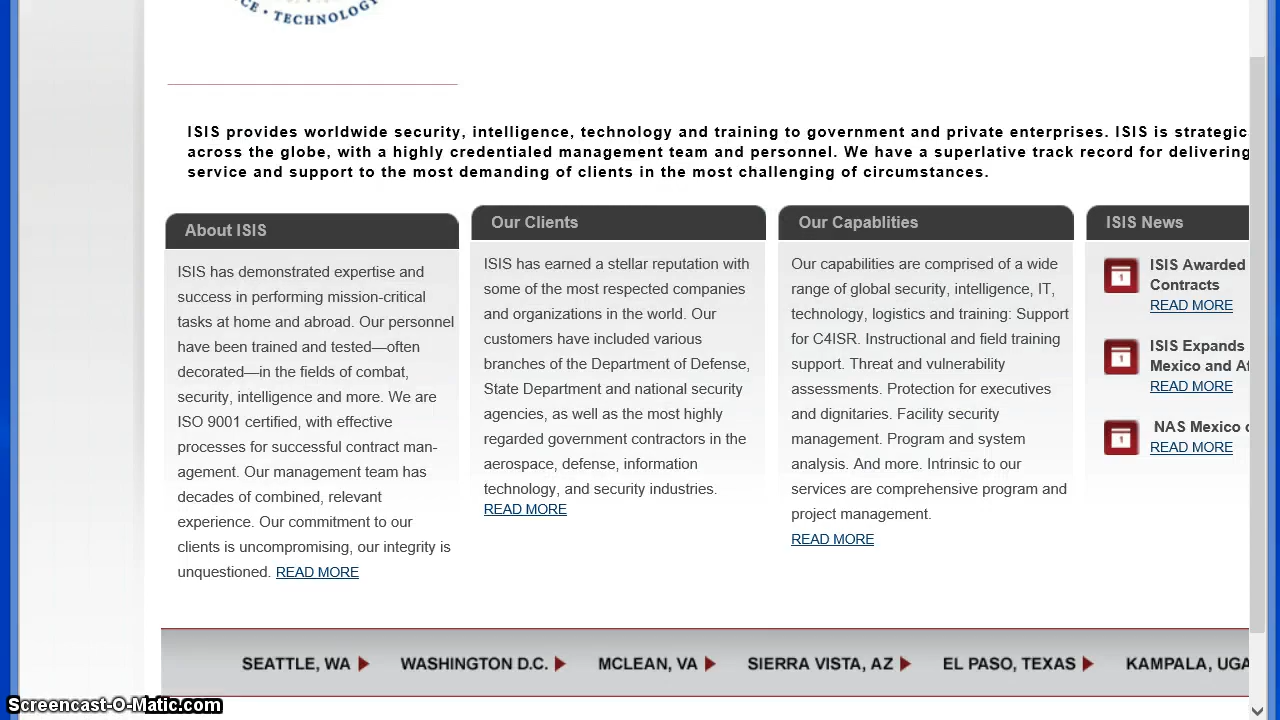 CE • TECHNOLOGY
ISIS provides worldwide security, intelligence, technology and training to government and private enterprises. ISIS is strategic
across the globe, with a highly credentialed management team and personnel. We have a superlative track record for delivering
service and support to the most demanding of clients in the most challenging of circumstances.
About ISIS
ISIS has demonstrated expertise and
success in performing mission-critical
tasks at home and abroad. Our personnel
have been trained and tested—often
decorated—in the fields of combat,
security, intelligence and more. We are
ISO 9001 certified, with effective
processes for successful contract man-
agement. Our management team has
decades of combined, relevant
experience. Our commitment to our
clients is uncompromising, our integrity is
unquestioned. READ MORE
Our Clients
ISIS has earned a stellar reputation with
some of the most respected companies
and organizations in the world. Our
customers have included various
branches of the Department of Defense,
State Department and national security
agencies, as well as the most highly
regarded government contractors in the
aerospace, defense, information
technology, and security industries.
READ MORE
Our Capablities
Our capabilities are comprised of a wide
range of global security, intelligence, IT,
technology, logistics and training: Support
for C4ISR. Instructional and field training
support. Threat and vulnerability
assessments. Protection for executives
and dignitaries. Facility security
management. Program and system
analysis. And more. Intrinsic to our
services are comprehensive program and
project management.
READ MORE
ISIS News
1
ISIS Awarded
Contracts
READ MORE
1
ISIS Expands
Mexico and Af
READ MORE
1
NAS Mexico
READ MORE
SEATTLE, WA WASHINGTON D.C. MCLEAN, VA SIERRA VISTA, AZ EL PASO, TEXAS KAMPALA, UGA
Screencast-O-Matic.com